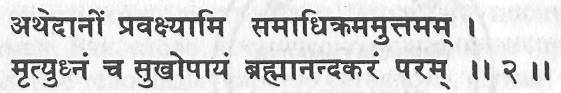 अथेदानों प्रवक्ष्यामि समाधिक्रममुत्तमम् ।
मृत्युध्नं च सुखोपायं ब्रह्मानन्दकरं परम् ।। २ ।।